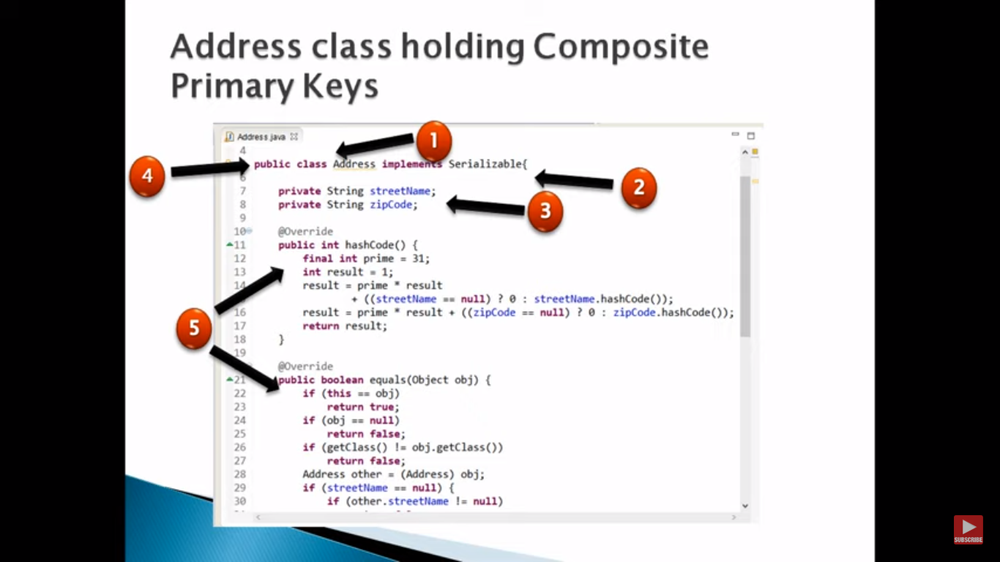 Address class holding Composite
Primary Keys
Address.java
1
4
4
public class Address implements Serializable{
2
6
7 private String streetName;
8 private String zipCode;
3
9
10 @Override
11 public int hashCode() {
12 final int prime = 31;
13 int result = 1;
14 result = prime * result
+ ((streetName == null) ? 0 : streetName.hashCode());
16 result = prime * result + ((zipCode == null) ? 0 : zipCode.hashCode());
5
17 return result;
18 }
19
@Override
21 public boolean equals(Object obj) {
22 if (this == obj)
23 return true;
24 if (obj == null)
25 return false;
26 if (getClass() != obj.getClass())
27 return false;
28 Address other = (Address) obj;
29 if (streetName == null) {
30 if (other.streetName != null)
SUBSCRIBE